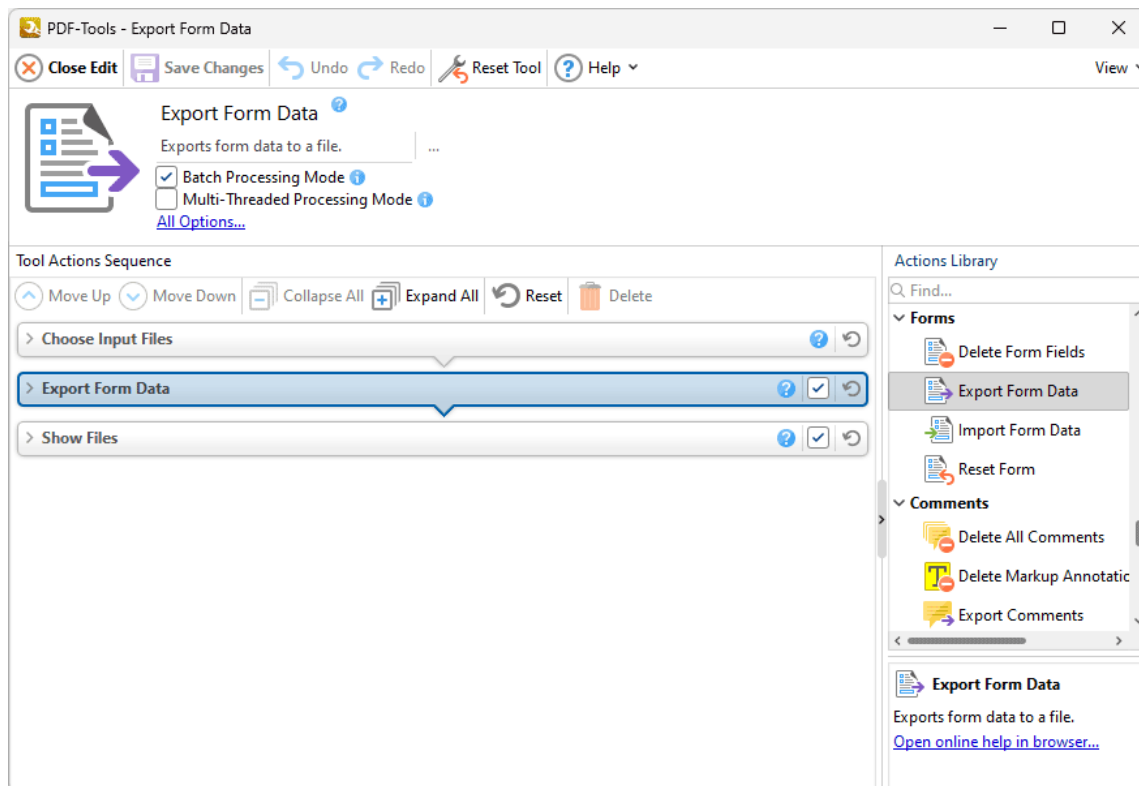 PDF-Tools - Export Form Data
Close Edit Save Changes Undo Redo Reset Tool ? Help View
Export Form Data ?
Exports form data to a file. ...
Batch Processing Mode i
Multi-Threaded Processing Mode i
All Options...
Tool Actions Sequence
Move Up Move Down Collapse All Expand All Reset Delete
Choose Input Files ?
Export Form Data ?
Show Files ?
Actions Library
Find...
Forms
Delete Form Fields
Export Form Data
Import Form Data
Reset Form
Comments
Delete All Comments
T Delete Markup Annotatic
Export Comments
Export Form Data
Exports form data to a file.
Open online help in browser...